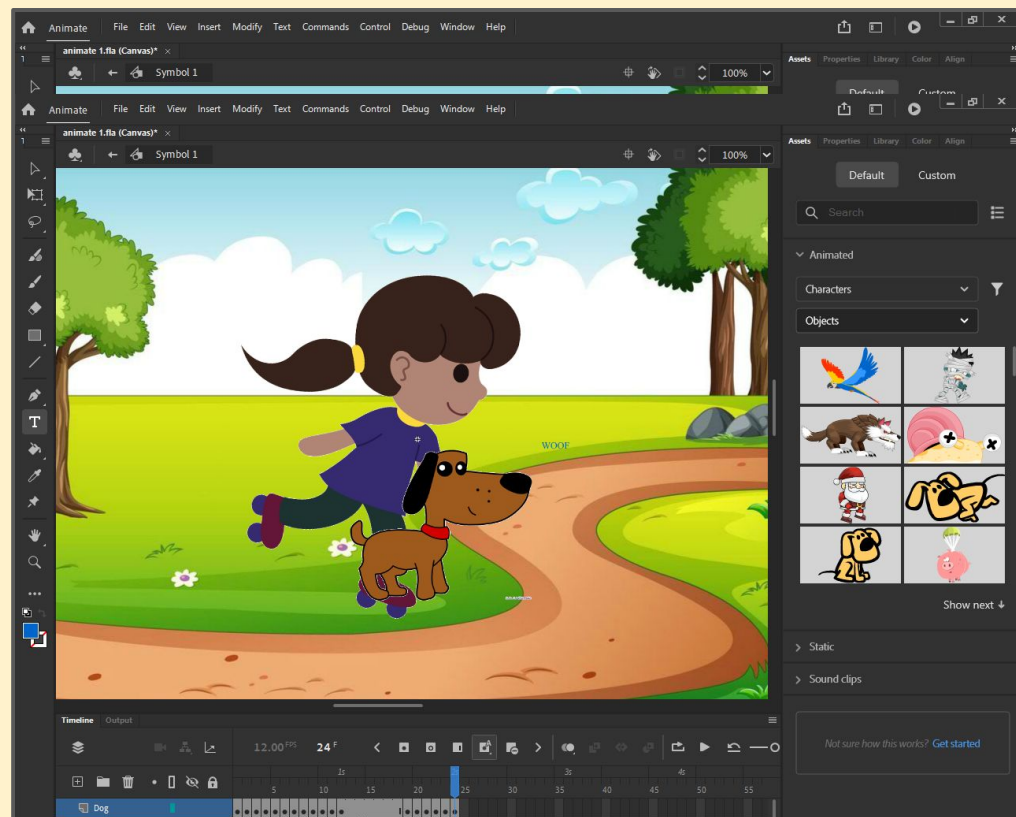 Animate File Edit View Insert Modify Text Commands Control Debug Window Help
animate 1.fla (Canvas)* ×
Symbol 1 100%
Assets Properties Library Color Align
Default Custom
Animate File Edit View Insert Modify Text Commands Control Debug Window Help
animate 1.fla (Canvas)* ×
Symbol 1 100%
Assets Properties Library Color Align
Default Custom
Search
Animated
Characters
Objects
WOOF
Show next
Static
Sound clips
Not sure how this works? Get started
Timeline Output
12.00 FPS 24 F
1s 3s 4s
5 10 15 20 25 30 35 40 45 50 55
Dog